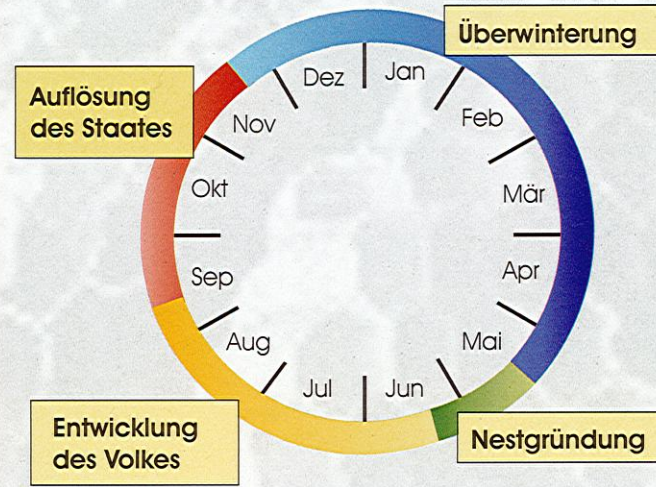 Überwinterung
Auflösung
des Staates
Jan
Feb
Mär
Apr
Mai
Jun
Jul
Aug
Sep
Okt
Nov
Dez
Entwicklung
des Volkes
Nestgründung